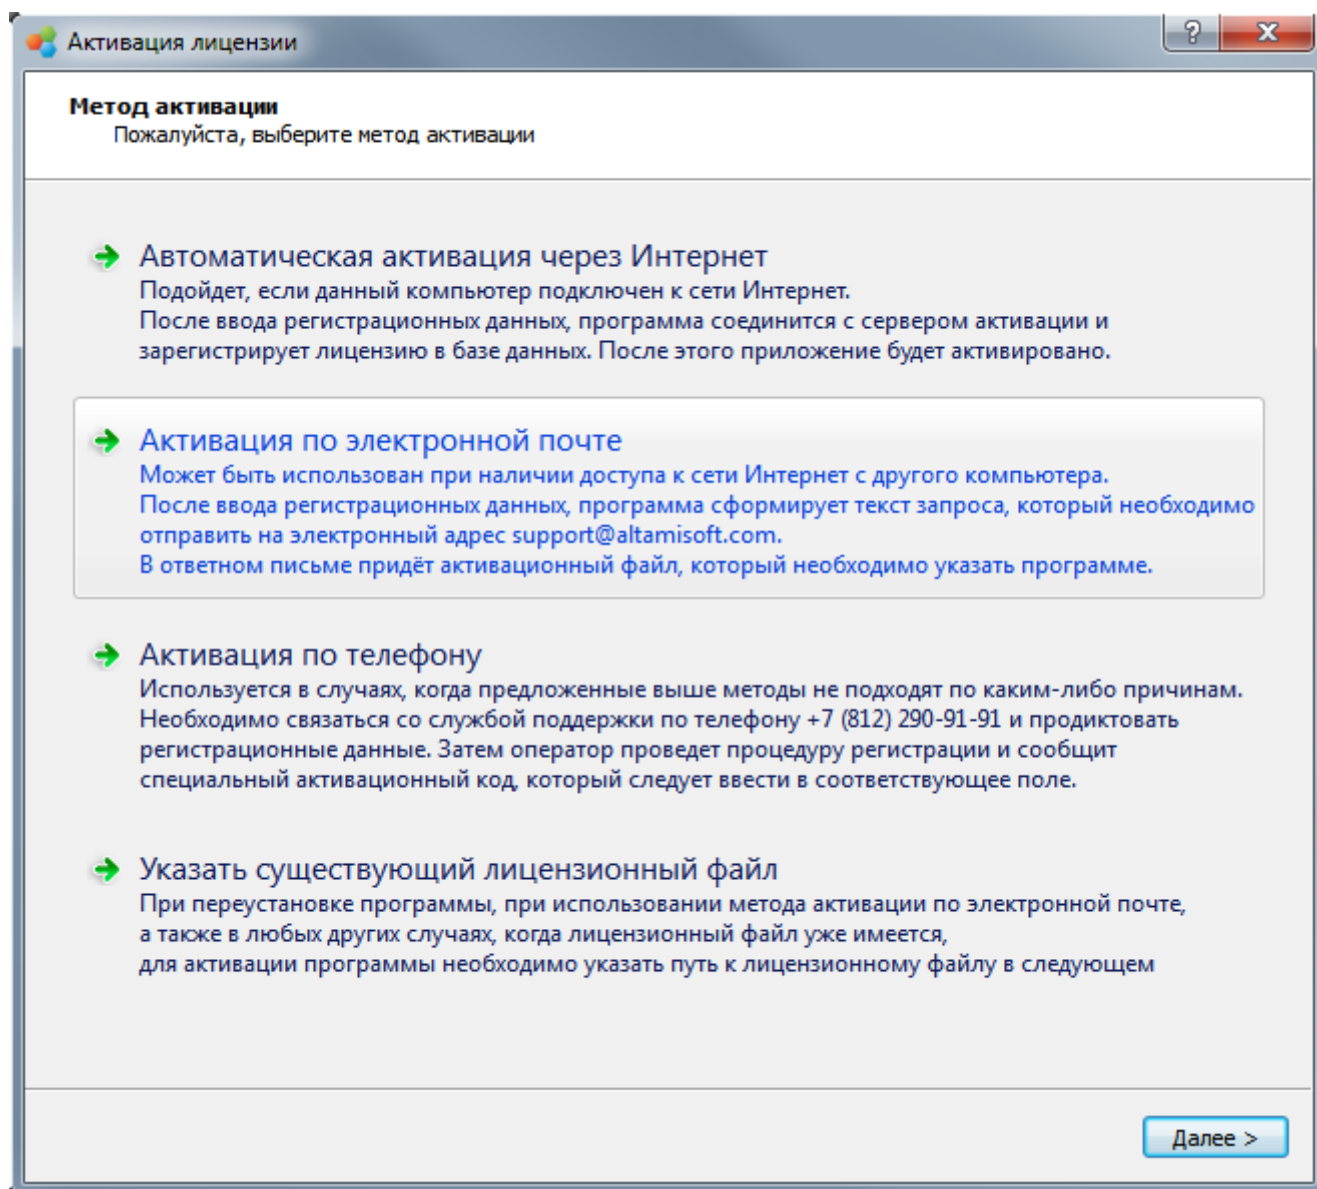 Активация лицензии
Метод активации
Пожалуйста, выберите метод активации
Автоматическая активация через Интернет
Подойдет, если данный компьютер подключен к сети Интернет.
После ввода регистрационных данных, программа соединится с сервером активации и
зарегистрирует лицензию в базе данных. После этого приложение будет активировано.
Активация по электронной почте
Может быть использован при наличии доступа к сети Интернет с другого компьютера.
После ввода регистрационных данных, программа сформирует текст запроса, который необходимо
отправить на электронный адрес support@altamisoft.com.
В ответном письме придёт активационный файл, который необходимо указать программе.
Активация по телефону
Используется в случаях, когда предложенные выше методы не подходят по каким-либо причинам.
Необходимо связаться со службой поддержки по телефону +7 (812) 290-91-91 и продиктовать
регистрационные данные. Затем оператор проведет процедуру регистрации и сообщит
специальный активационный код, который следует ввести в соответствующее поле.
Указать существующий лицензионный файл
При переустановке программы, при использовании метода активации по электронной почте,
а также в любых других случаях, когда лицензионный файл уже имеется,
для активации программы необходимо указать путь к лицензионному файлу в следующем
Далее >